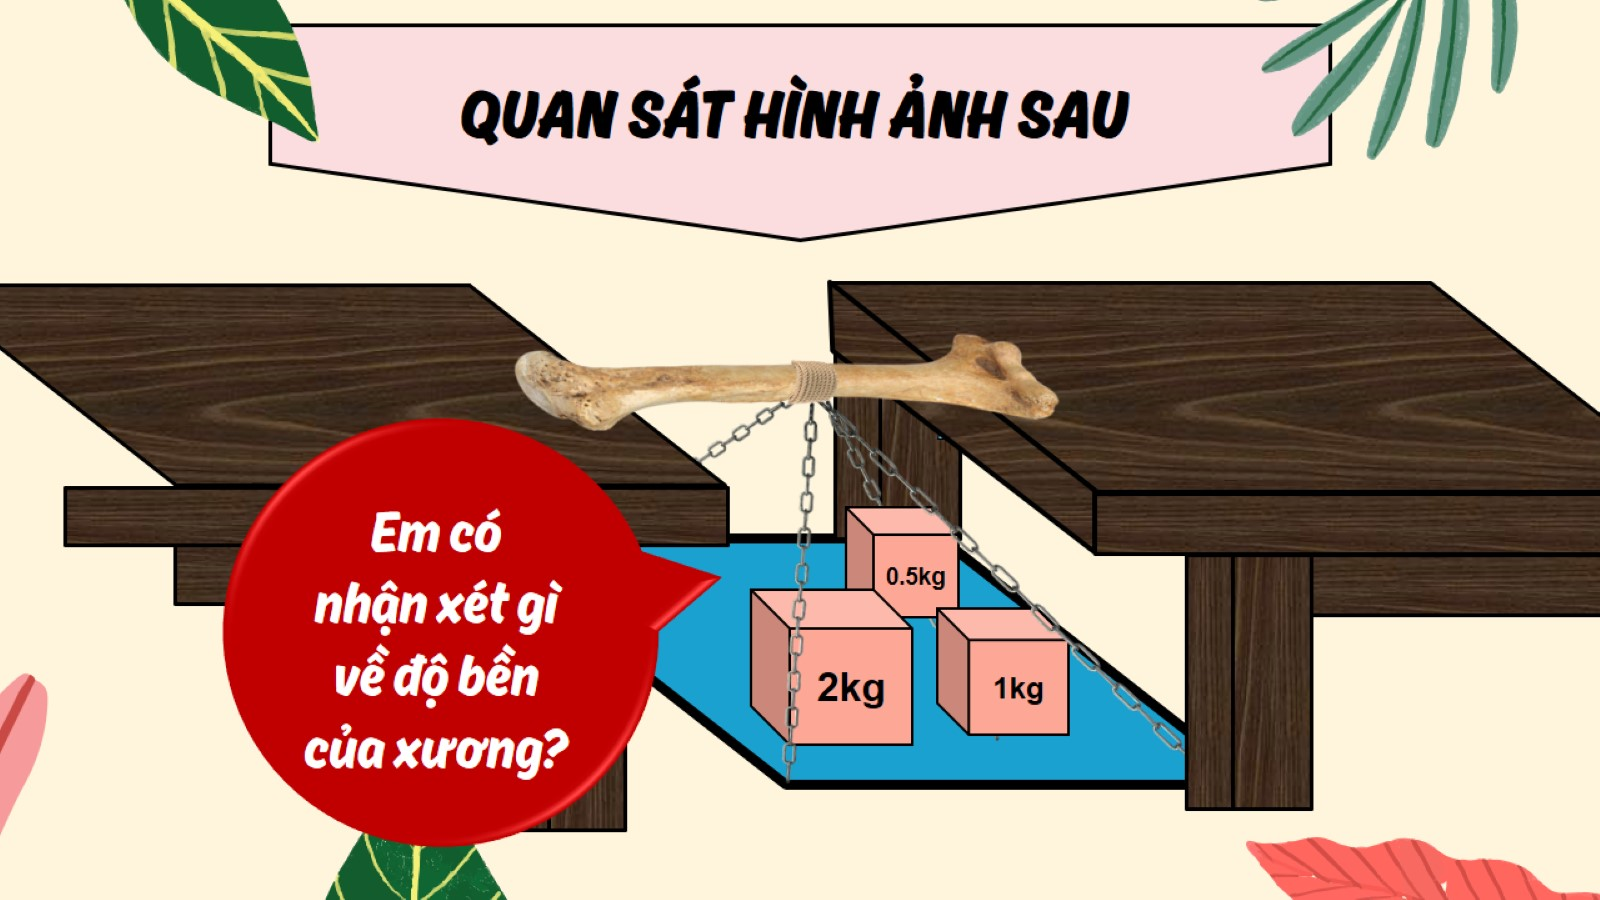 QUAN SÁT HÌNH ẢNH SAU
0.5kg
2kg
1kg
Em có
nhận xét gì
về độ bền
của xương?